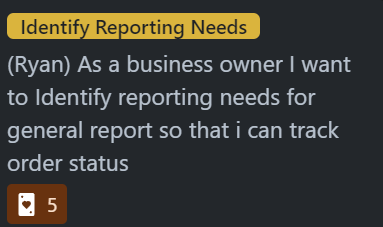 Identify Reporting Needs
(Ryan) As a business owner I want
to Identify reporting needs for
general report so that i can track
order status
5